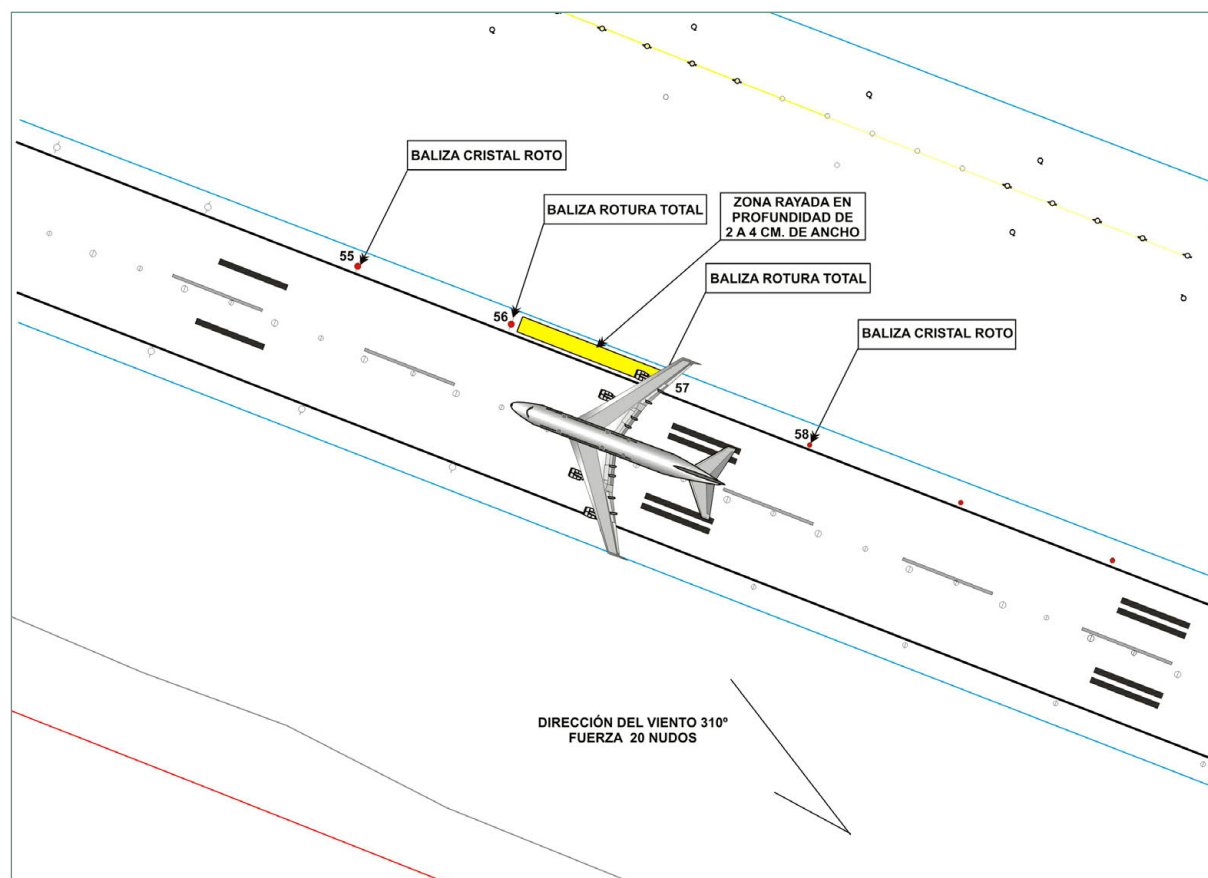 BALIZA CRISTAL ROTO
BALIZA ROTURA TOTAL
ZONA RAYADA EN
PROFUNDIDAD DE
2 A 4 CM. DE ANCHO
55
BALIZA ROTURA TOTAL
56
BALIZA CRISTAL ROTO
57
58
DIRECCIÓN DEL VIENTO 310º
FUERZA 20 NUDOS